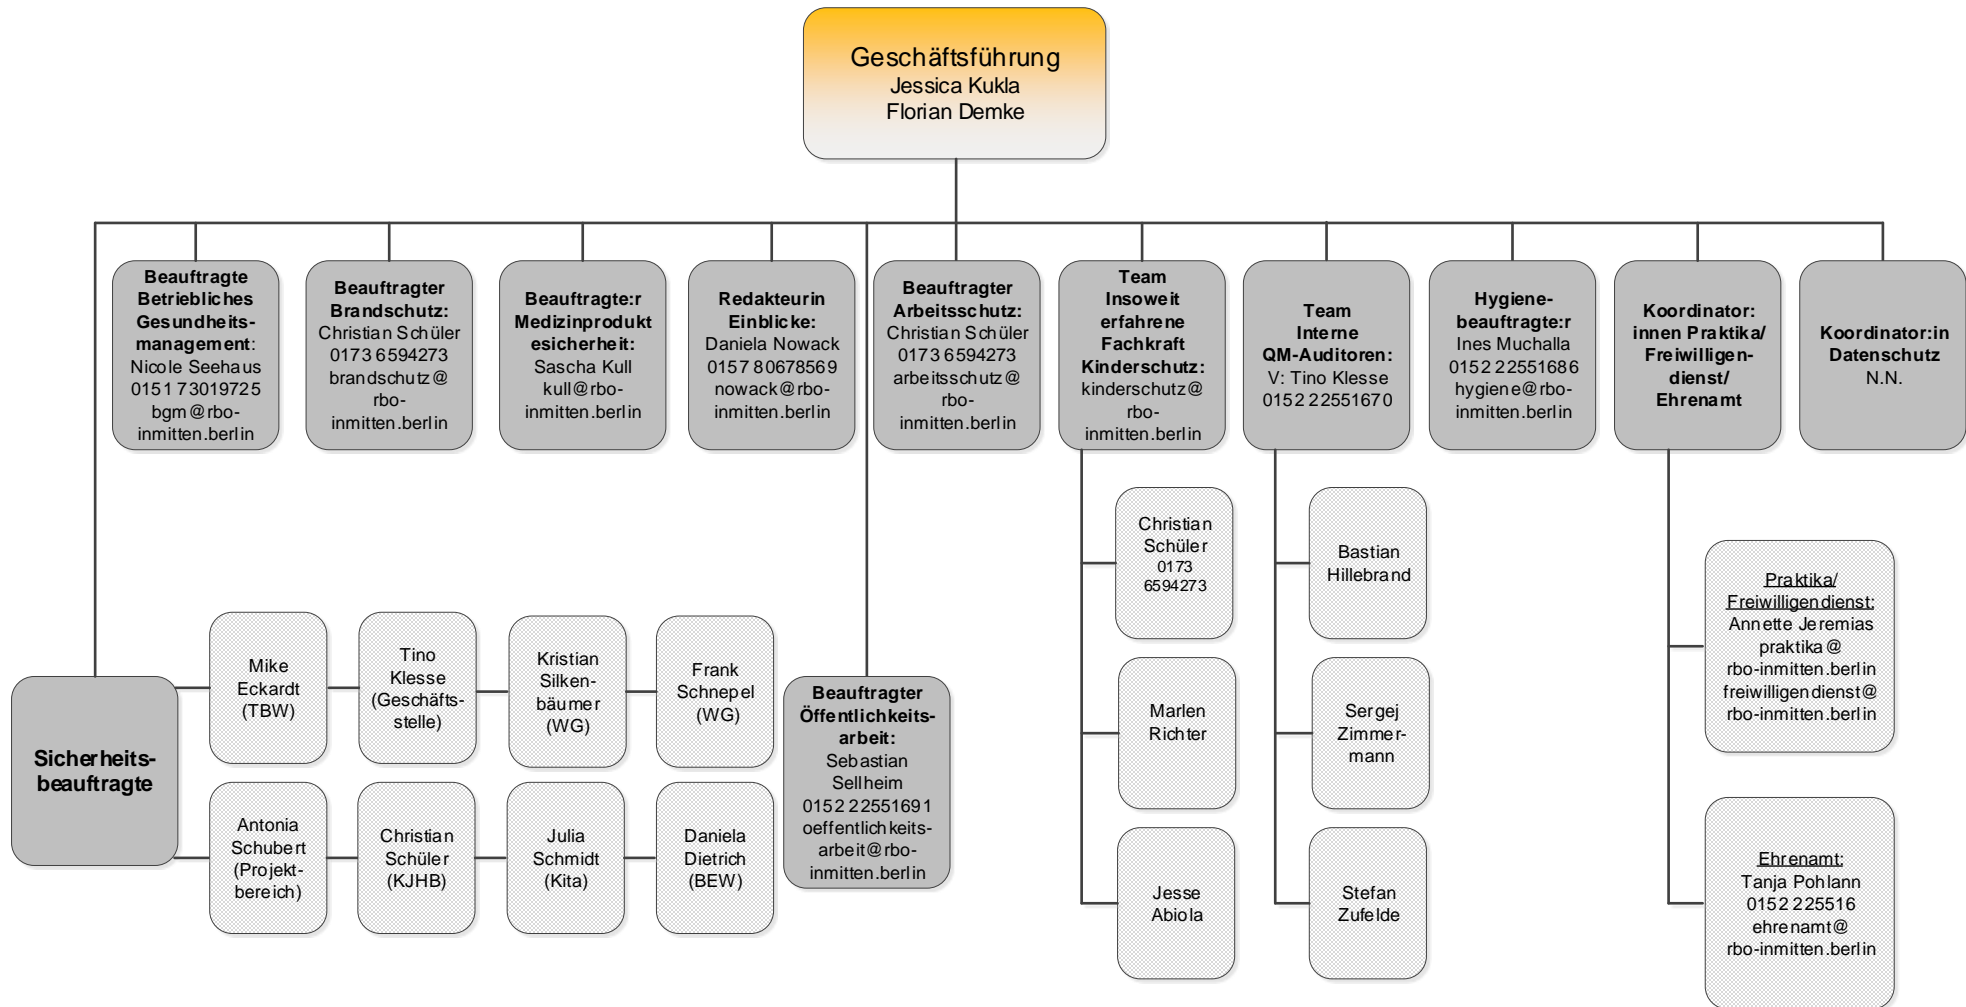 Geschäftsführung
Jessica Kukla
Florian Demke
Beauftragte
Betriebliches
Gesundheits-
management:
Nicole Seehaus
0151 73019725
bgm@rbo-
inmitten.berlin
Beauftragter
Brandschutz:
Christian Schüler
0173 6594273
brandschutz@
rbo-
inmitten.berlin
Beauftragte:r
Medizinprodukt
esicherheit:
Sascha Kull
kull@rbo-
inmitten.berlin
Redakteurin
Einblicke:
Daniela Nowack
0157 80678569
nowack@rbo-
inmitten.berlin
Beauftragter
Arbeitsschutz:
Christian Schüler
0173 6594273
arbeitsschutz@
rbo-
inmitten.berlin
Team
Insoweit
erfahrene
Fachkraft
Kinderschutz:
kinderschutz@
rbo-
inmitten.berlin
Team
Interne
QM-Auditoren:
V: Tino Klesse
0152 22551670
Hygiene-
beauftragte:r
Ines Muchalla
0152 22551686
hygiene@rbo-
inmitten.berlin
Koordinator:
innen Praktika/
Freiwilligen-
dienst/
Ehrenamt
Koordinator:in
Datenschutz
N.N.
Christian
Schüler
0173
6594273
Marlen
Richter
Jesse
Abiola
Bastian
Hillebrand
Sergej
Zimmer-
mann
Stefan
Zufelde
Praktika/
Freiwilligendienst:
Annette Jeremias
praktika@
rbo-inmitten.berlin
freiwilligendienst@
rbo-inmitten.berlin
Ehrenamt:
Tanja Pohlann
0152 225516
ehrenamt@
rbo-inmitten.berlin
Sicherheits-
beauftragte
Mike
Eckardt
(TBW)
Tino
Klesse
(Geschäfts-
stelle)
Kristian
Silken-
bäumer
(WG)
Frank
Schnepel
(WG)
Antonia
Schubert
(Projekt-
bereich)
Christian
Schüler
(KJHB)
Julia
Schmidt
(Kita)
Daniela
Dietrich
(BEW)
Beauftragter
Öffentlichkeits-
arbeit:
Sebastian
Sellheim
0152 22551691
oeffentlichkeits-
arbeit@rbo-
inmitten.berlin